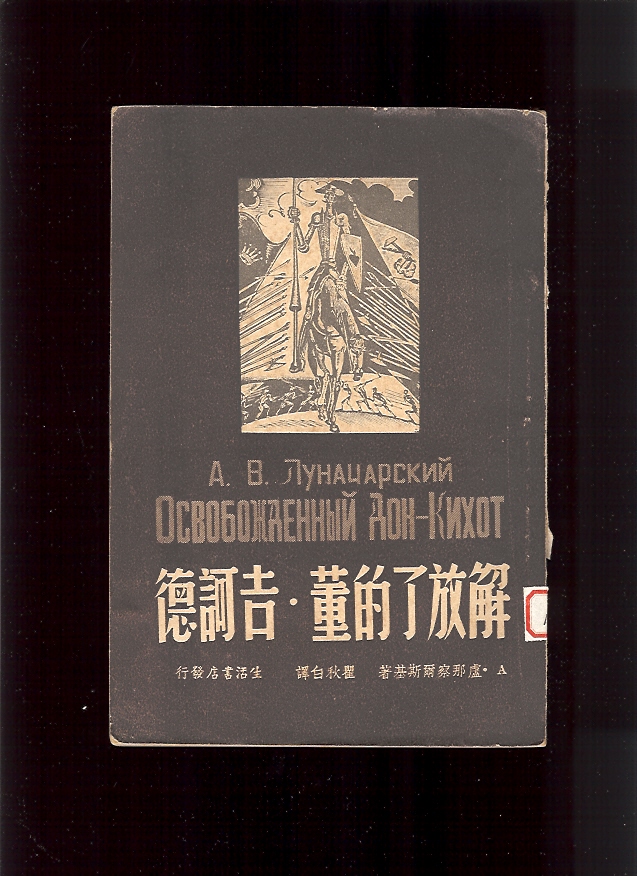 А. В. Луначарский
Освобожденный Дон-Кихот
解放了的董·吉訶德
A·盧那察爾斯基著 瞿秋白譯 生活書店發行